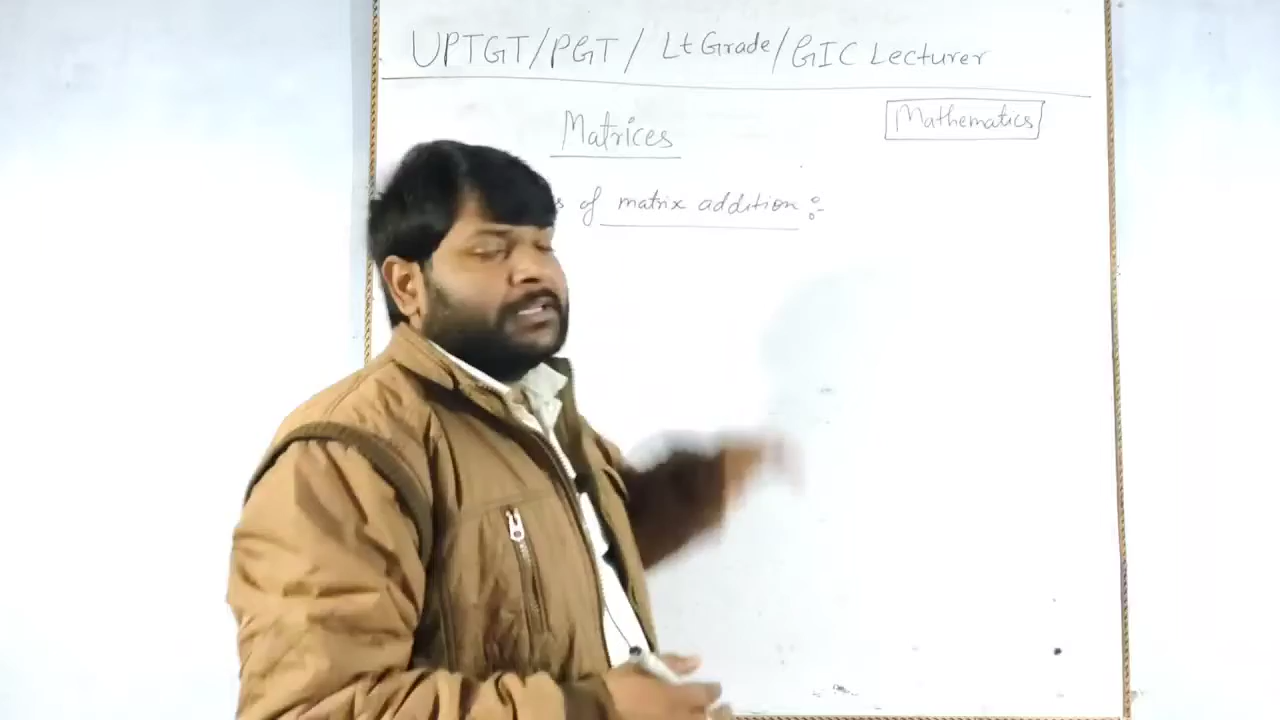 UPTGT/PGT/ Lt Grade/GIC Lecturer
Matrices
Mathematics
of matrix addition :-